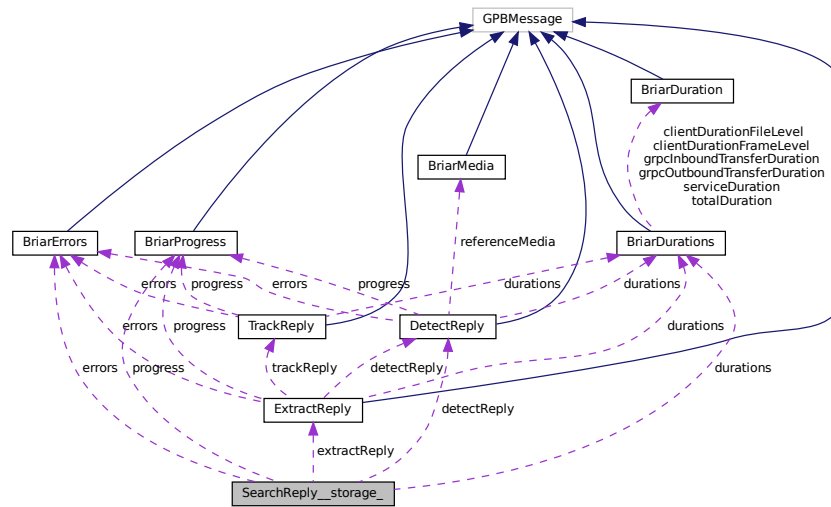 GPBMessage
BriarDuration
clientDurationFileLevel
clientDurationFrameLevel
grpcInboundTransferDuration
grpcOutboundTransferDuration
serviceDuration
totalDuration
BriarMedia
BriarErrors
BriarProgress
referenceMedia
BriarDurations
errors
progress
errors
progress
durations
durations
TrackReply
DetectReply
errors
progress
durations
errors
progress
trackReply
detectReply
durations
ExtractReply
detectReply
extractReply
SearchReply__storage_